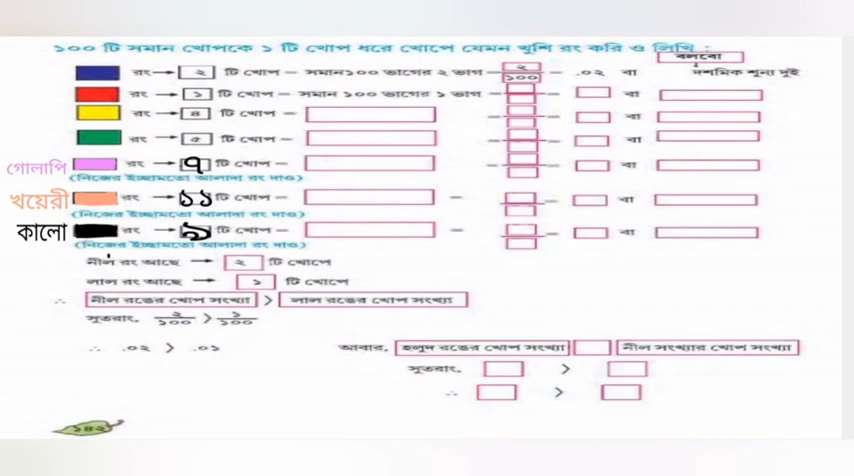 ১০০ টি সমান খোপকে ১ টি খোপ ধরে খোপে যেমন খুশি রং করি ও লিখি :
বলবো
রং → ২ টি খোপ = সমান ১০০ ভাগের ২ ভাগ = ২/১০০ = .০২ বা দশমিক শূন্য দুই
রং → ১ টি খোপ = সমান ১০০ ভাগের ১ ভাগ = = বা
রং → ৪ টি খোপ = = = বা
রং → ৫ টি খোপ = = = বা
গোলাপি রং → ৭ টি খোপ = = = বা
(নিজের ইচ্ছামতো আলাদা রং দাও)
খয়েরী রং → ১১ টি খোপ = = = বা
(নিজের ইচ্ছামতো আলাদা রং দাও)
কালো রং → ৯ টি খোপ = = = বা
(নিজের ইচ্ছামতো আলাদা রং দাও)
নীল রং আছে → ২ টি খোপে
লাল রং আছে → ১ টি খোপে
∴ নীল রঙের খোপ সংখ্যা > লাল রঙের খোপ সংখ্যা
সুতরাং, ২/১০০ > ১/১০০
∴ .০২ > .০১ আবার, হলুদ রঙের খোপ সংখ্যা নীল সংখ্যার খোপ সংখ্যা
সুতরাং, >
∴ >
১৪২